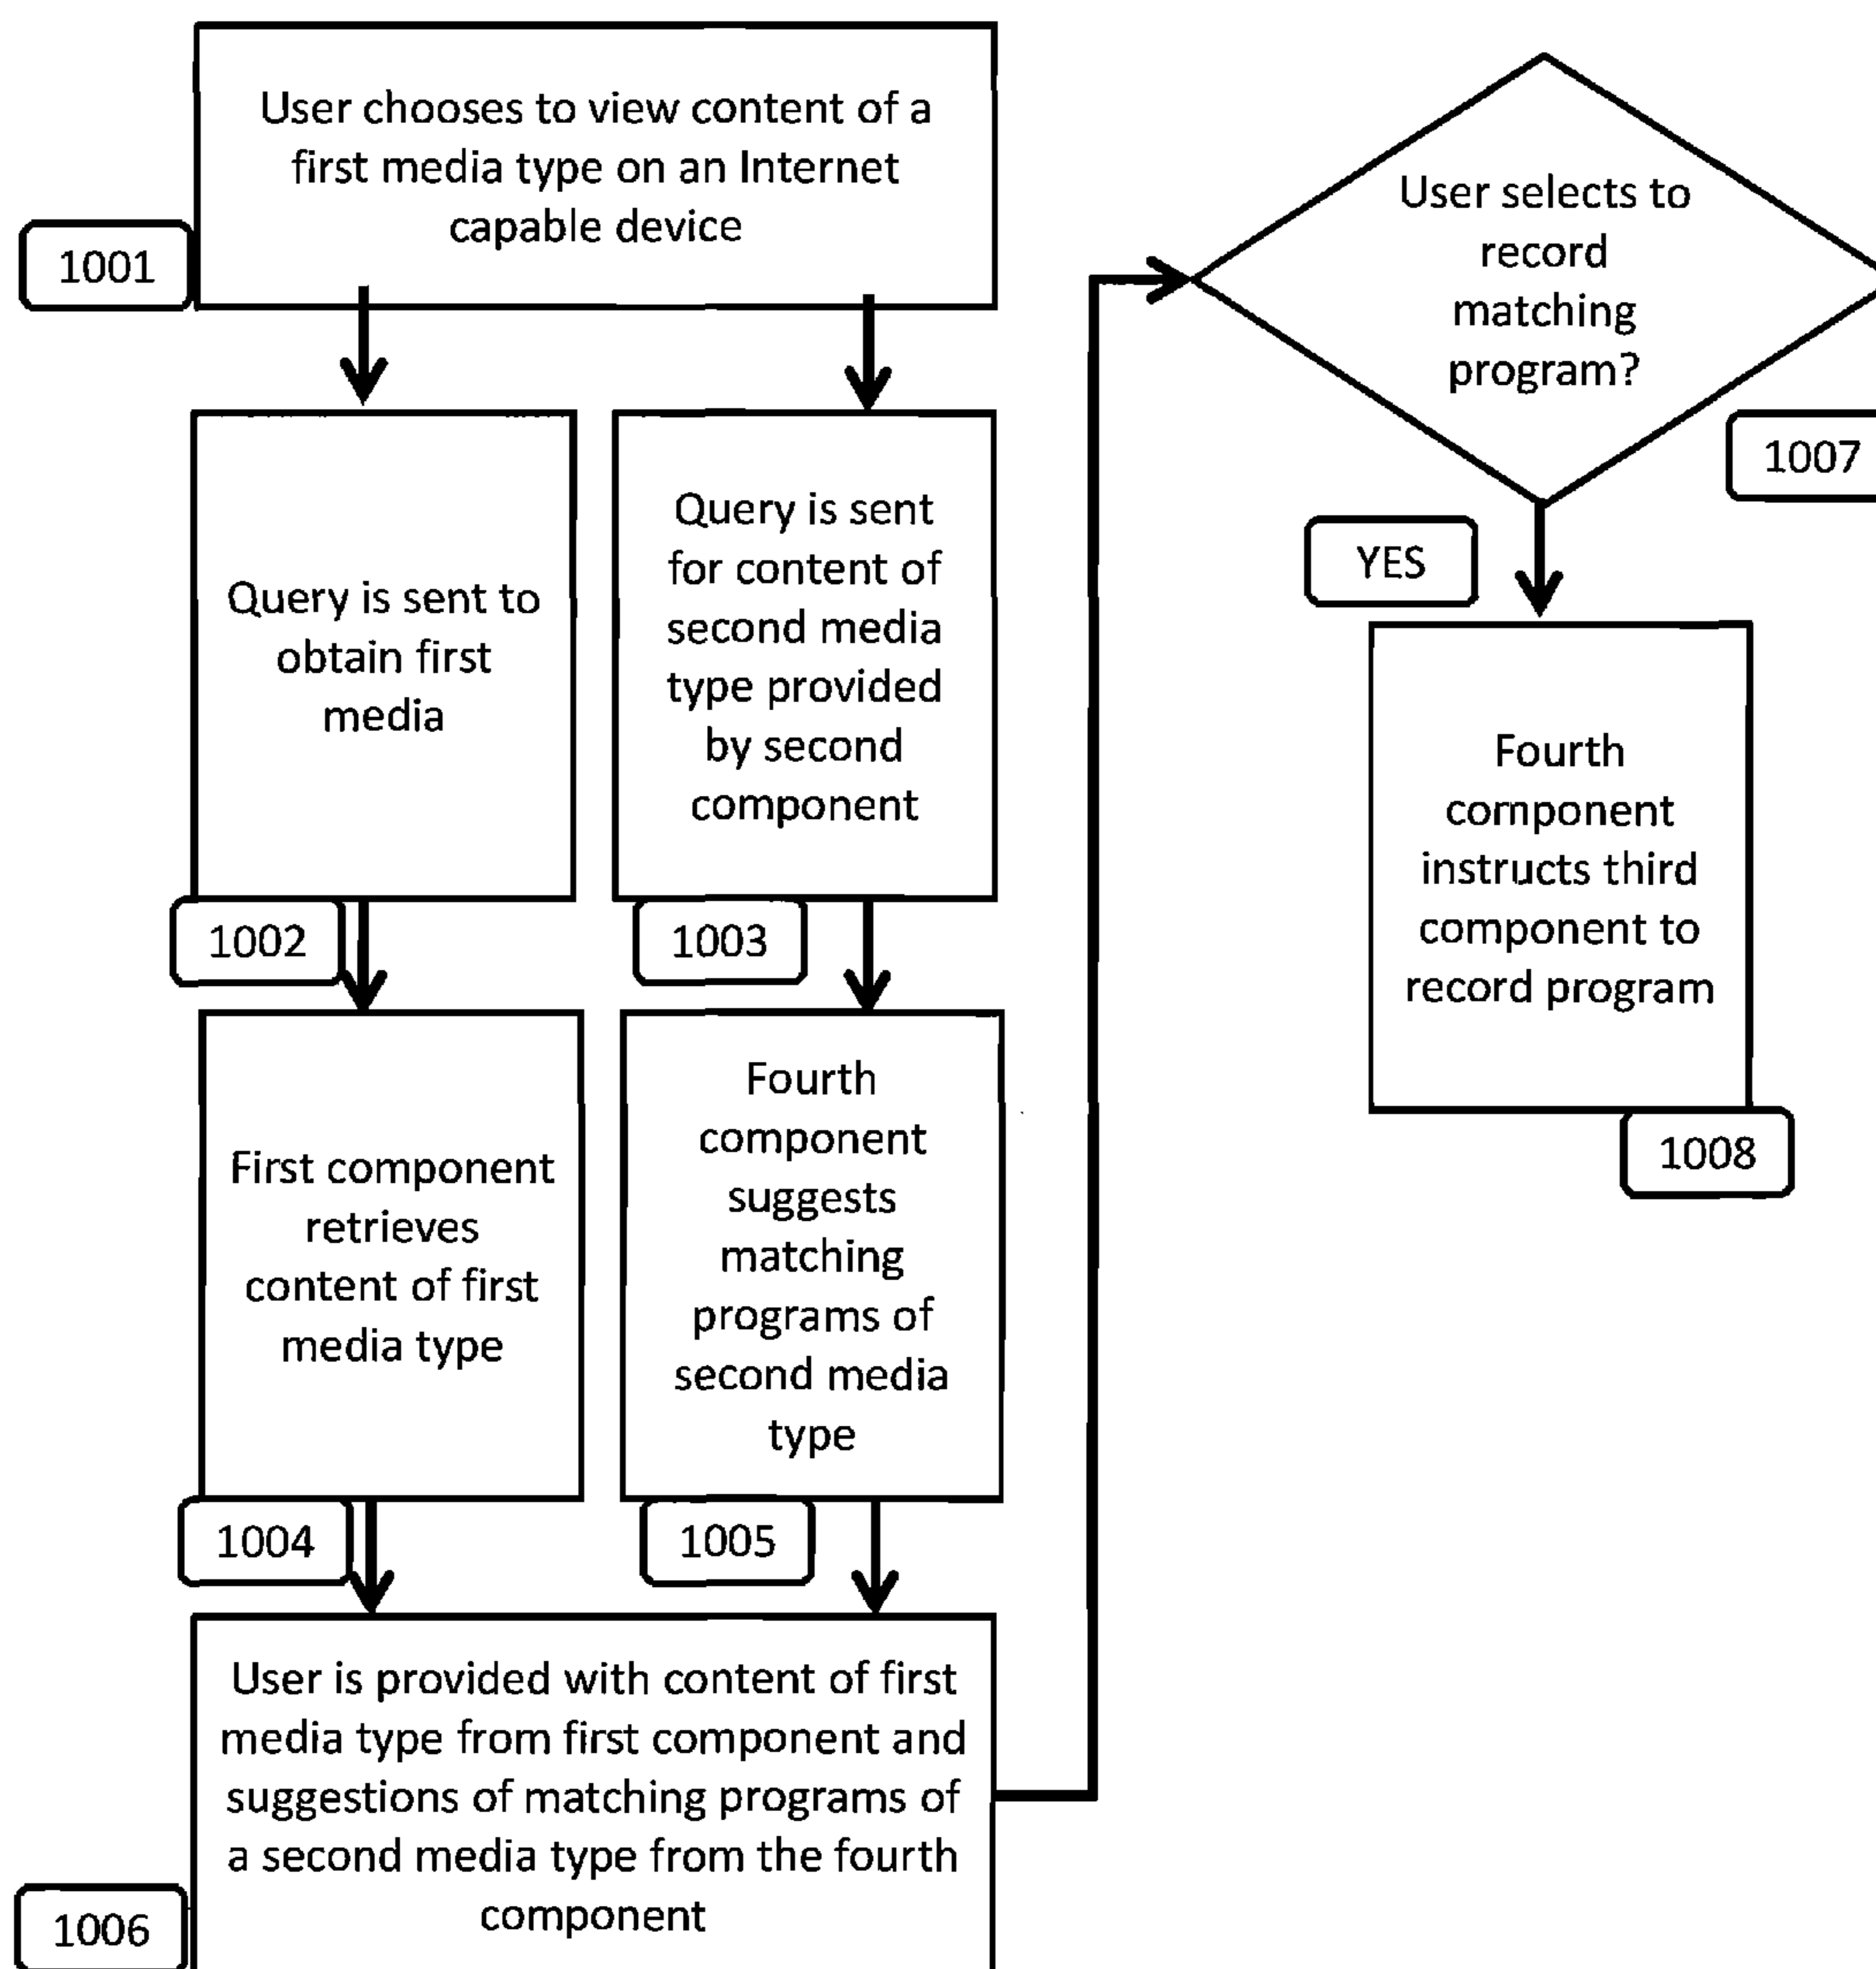 User chooses to view content of a
first media type on an Internet
capable device
1001
Query is sent to
obtain first
media
1002
Query is sent
for content of
second media
type provided
by second
component
1003
First component
retrieves
content of first
media type
1004
Fourth
component
suggests
matching
programs of
second media
type
1005
User is provided with content of first
media type from first component and
suggestions of matching programs of
a second media type from the fourth
component
1006
User selects to
record
matching
program?
1007
YES
Fourth
component
instructs third
component to
record program
1008